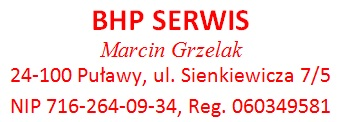 BHP SERWIS
Marcin Grzelak
24-100 Puławy, ul. Sienkiewicza 7/5
NIP 716-264-09-34, Reg. 060349581